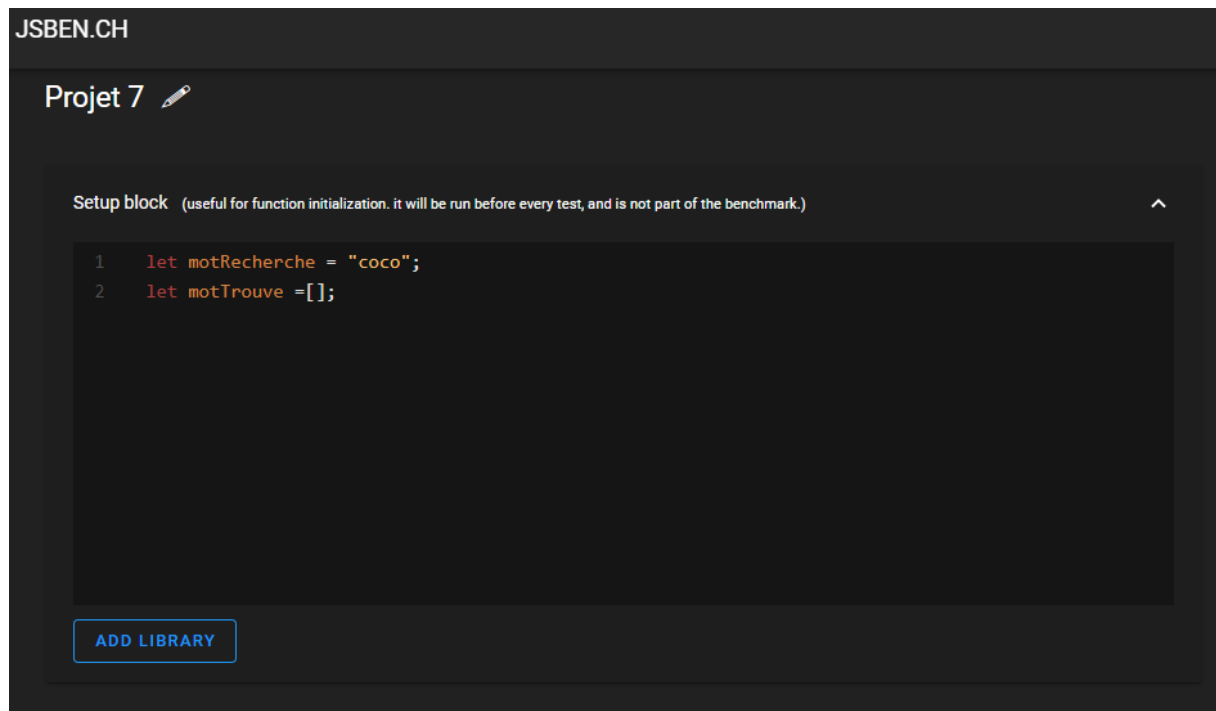 JSBEN.CH
Projet 7
Setup block (useful for function initialization. it will be run before every test, and is not part of the benchmark.)
1 let motRecherche = "coco";
2 let motTrouve =[];
ADD LIBRARY